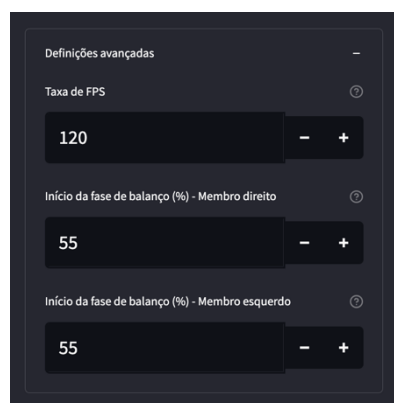 Definições avançadas
Taxa de FPS
120
Início da fase de balanço (%) - Membro direito
55
Início da fase de balanço (%) - Membro esquerdo
55